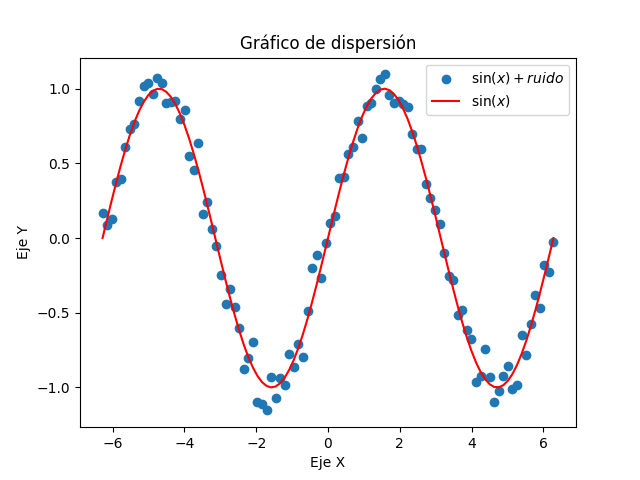 Gráfico de dispersión
sin(x) + ruido
sin(x)
1.0
0.5
0.0
−0.5
−1.0
Eje Y
−6 −4 −2 0 2 4 6
Eje X